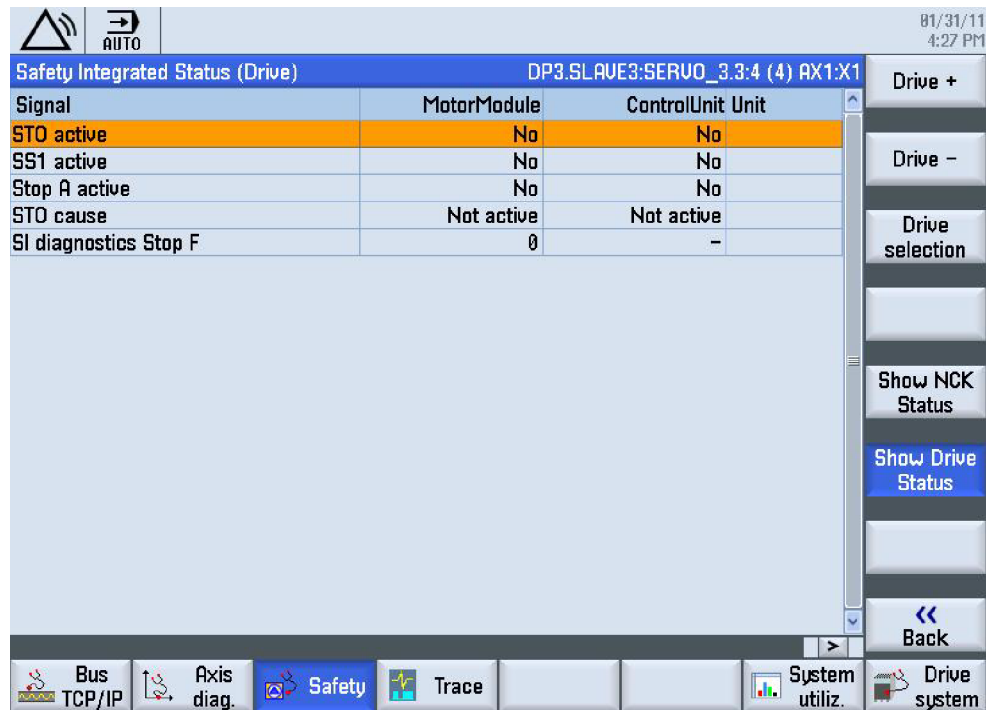 AUTO
01/31/11
4:27 PM
Safety Integrated Status (Drive) DP3.SLAVE3:SERVO_3.3:4 (4) AX1:X1
Signal MotorModule ControlUnit Unit
STO active No No
SS1 active No No
Stop A active No No
STO cause Not active Not active
SI diagnostics Stop F 0 -
Drive +
Drive -
Drive
selection
Show NCK
Status
Show Drive
Status
<<
Back
>
Bus
TCP/IP
Axis
diag.
Safety
Trace
System
utiliz.
Drive
system